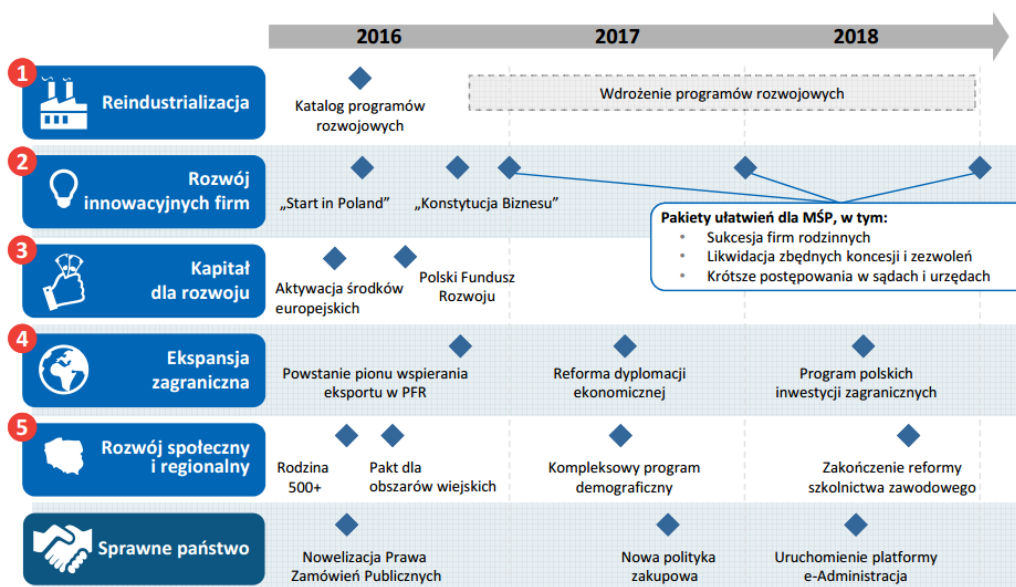 2016
2017
2018
1
Reindustrializacja
Katalog programów
rozwojowych
Wdrożenie programów rozwojowych
2
Rozwój
innowacyjnych firm
„Start in Poland”
„Konstytucja Biznesu”
Pakiety ułatwień dla MŚP, w tym:
• Sukcesja firm rodzinnych
• Likwidacja zbędnych koncesji i zezwoleń
• Krótsze postępowania w sądach i urzędach
3
Kapitał
dla rozwoju
Aktywacja środków
europejskich
Polski Fundusz
Rozwoju
4
Ekspansja
zagraniczna
Powstanie pionu wspierania
eksportu w PFR
Reforma dyplomacji
ekonomicznej
Program polskich
inwestycji zagranicznych
5
Rozwój społeczny
i regionalny
Rodzina
500+
Pakt dla
obszarów wiejskich
Kompleksowy program
demograficzny
Zakończenie reformy
szkolnictwa zawodowego
Sprawne państwo
Nowelizacja Prawa
Zamówień Publicznych
Nowa polityka
zakupowa
Uruchomienie platformy
e-Administracja